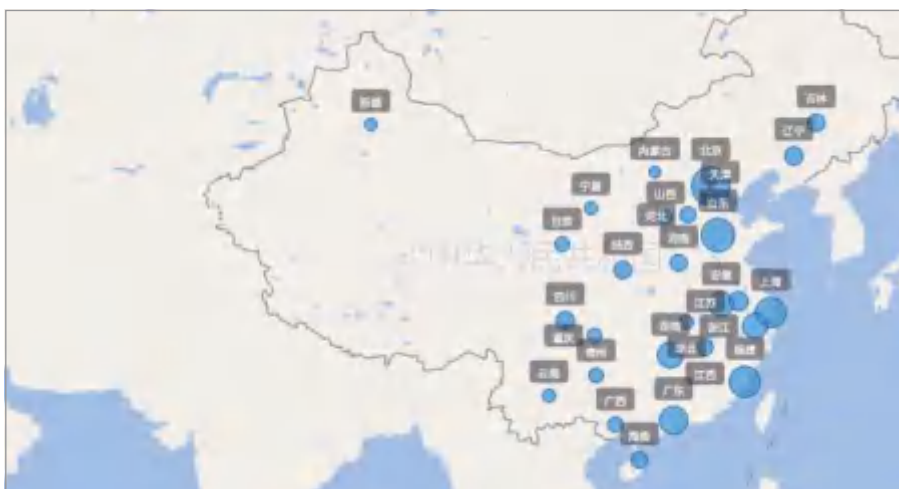 吉林
新疆
辽宁
内蒙古
北京
天津
山西
宁夏
山东
河北
甘肃
河南
陕西
安徽
上海
四川
江苏
湖南
浙江
重庆
湖北
福建
贵州
云南
江西
广东
广西
海南